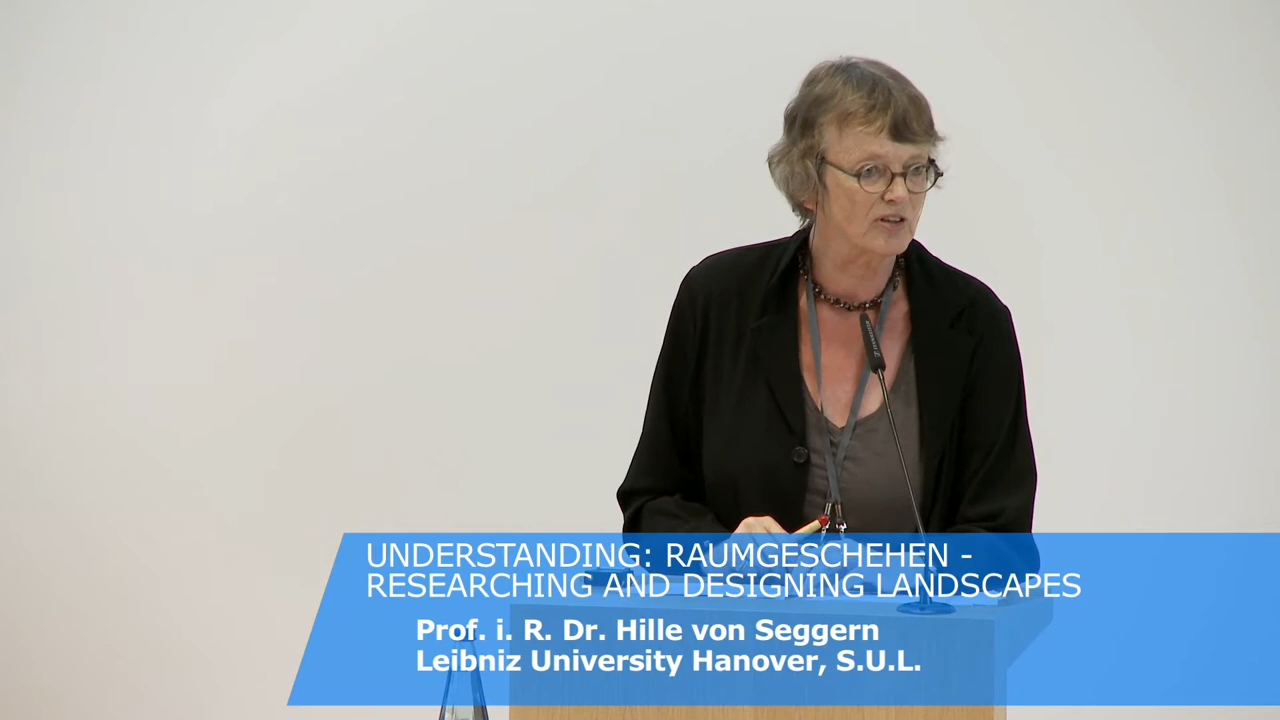 UNDERSTANDING: RAUMGESCHEHEN -
RESEARCHING AND DESIGNING LANDSCAPES
Prof. i. R. Dr. Hille von Seggern
Leibniz University Hanover, S.U.L.